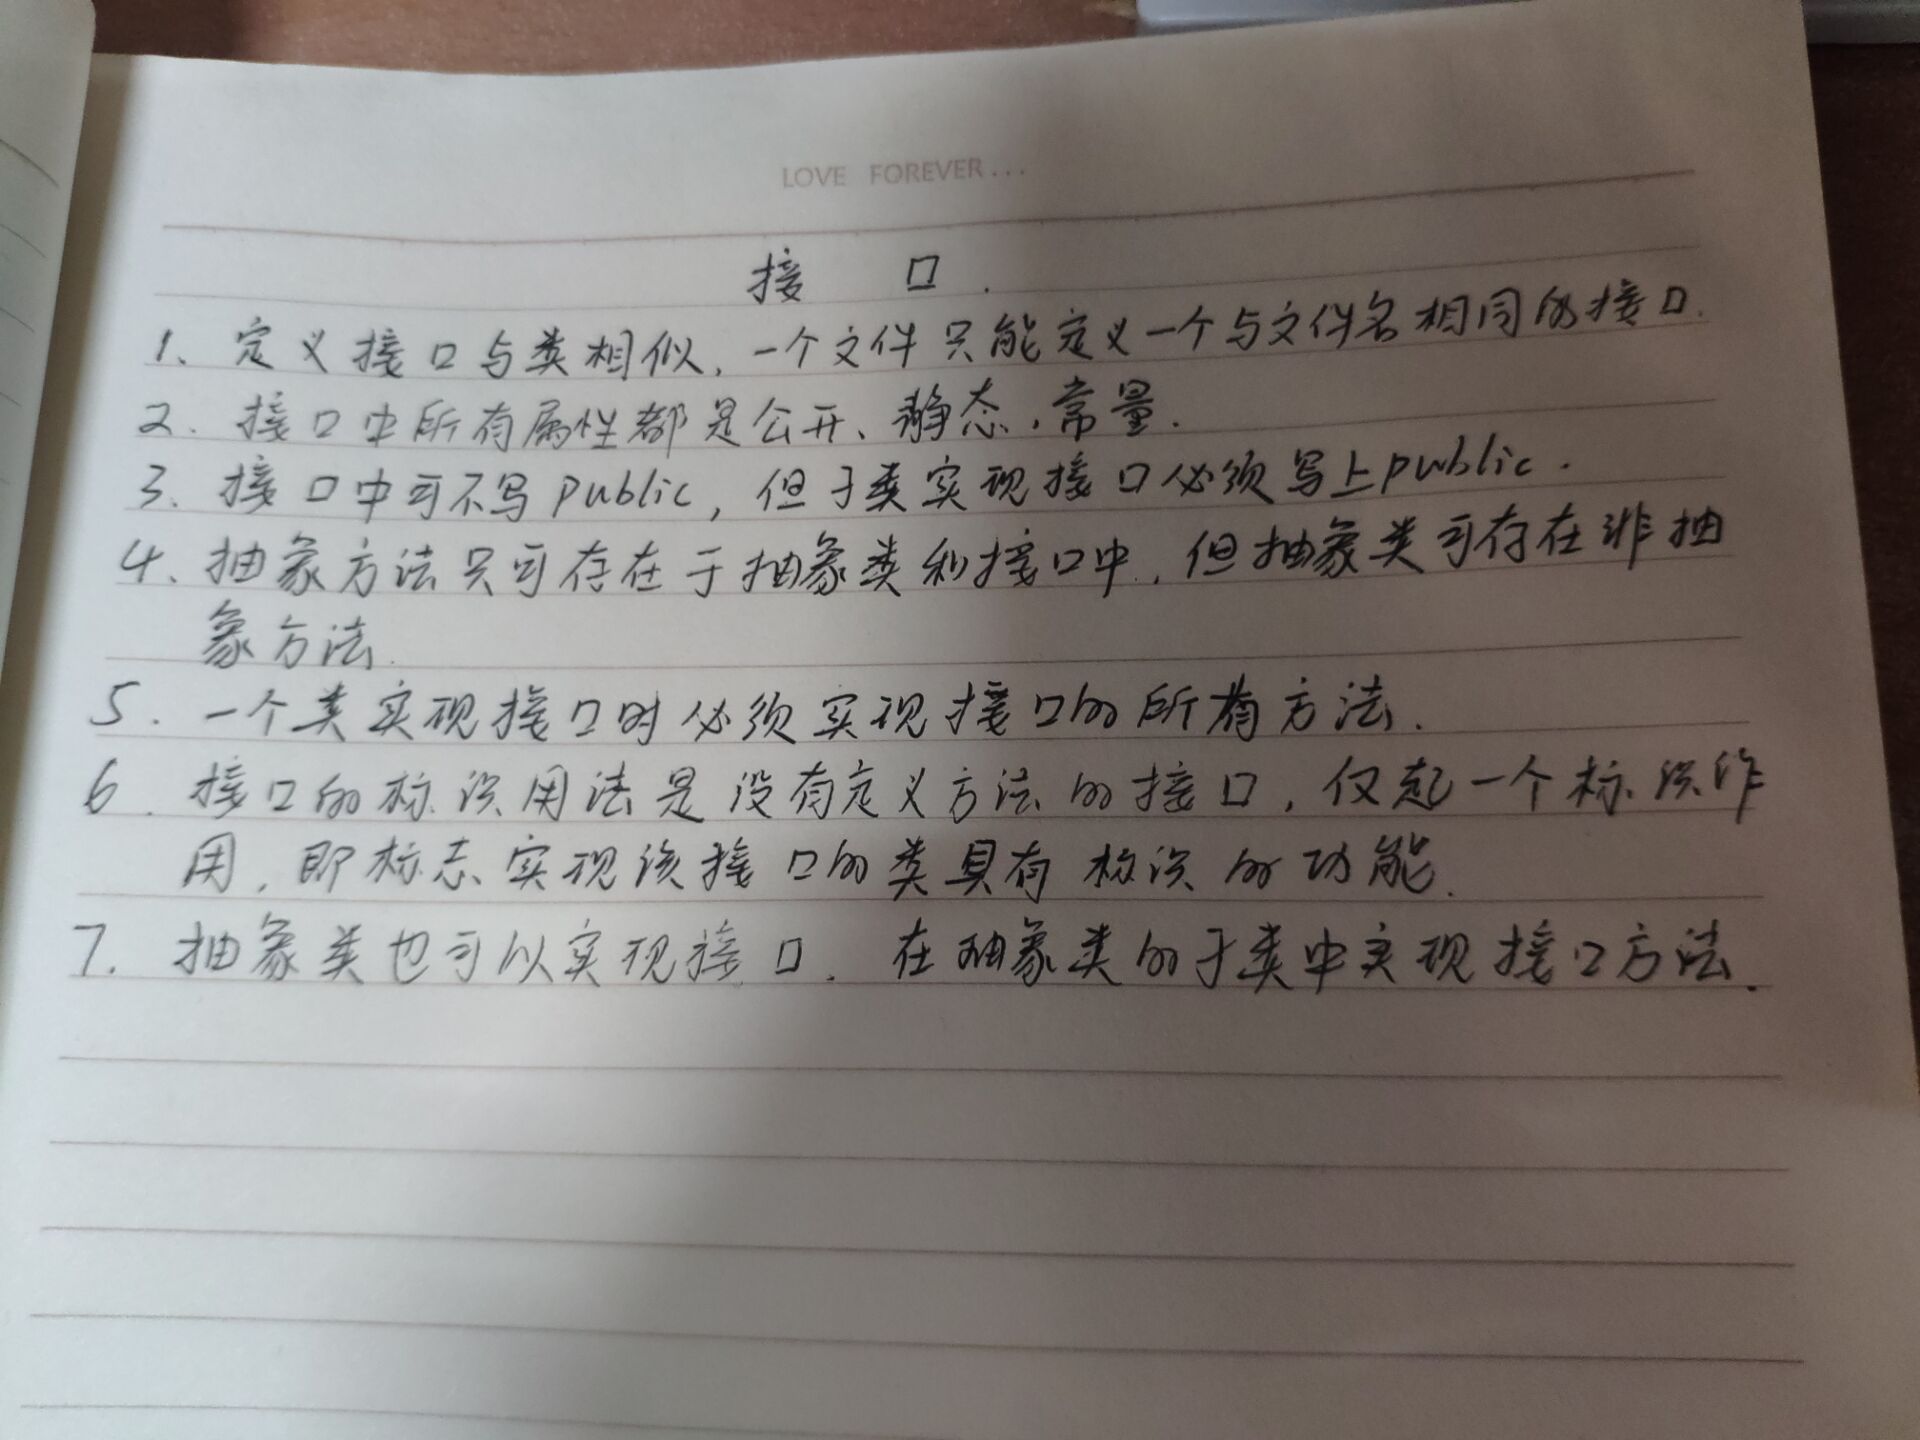 LOVE FOREVER...
接 口.
1、定义接口与类相似,一个文件只能定义一个与文件名相同的接口.
2.接口中所有属性都是公开、静态,常量.
3、接口中可不写public,但子类实现接口必须写上public.
4、抽象方法只可存在于抽象类和接口中,但抽象类可存在非抽
象方法.
5.一个类实现接口时必须实现接口的所有方法.
6.接口的标识用法是没有定义方法的接口,仅起一个标识作
用,即标志实现该接口的类具有标识的功能.
7.抽象类也可以实现接口.在抽象类的子类中实现接口方法.